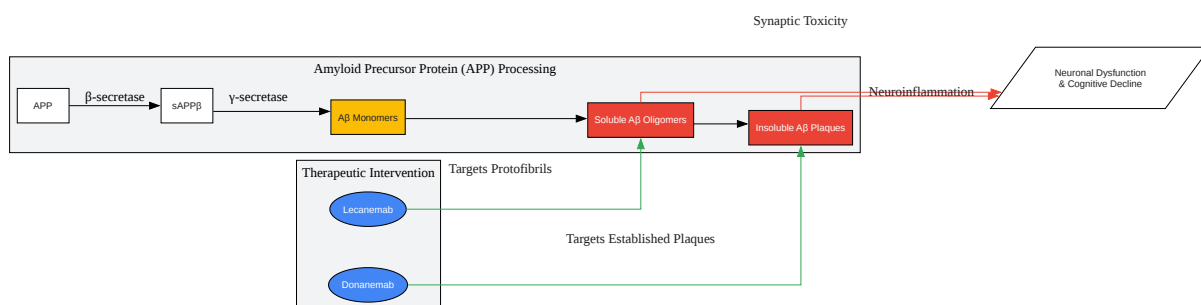 Synaptic Toxicity
Amyloid Precursor Protein (APP) Processing
Neuronal Dysfunction
& Cognitive Decline
β-secretase
γ-secretase
Neuroinflammation
APP
sAPPβ
Aβ Monomers
Soluble Aβ Oligomers
Insoluble Aβ Plaques
Therapeutic Intervention
Targets Protofibrils
Lecanemab
Targets Established Plaques
Donanemab